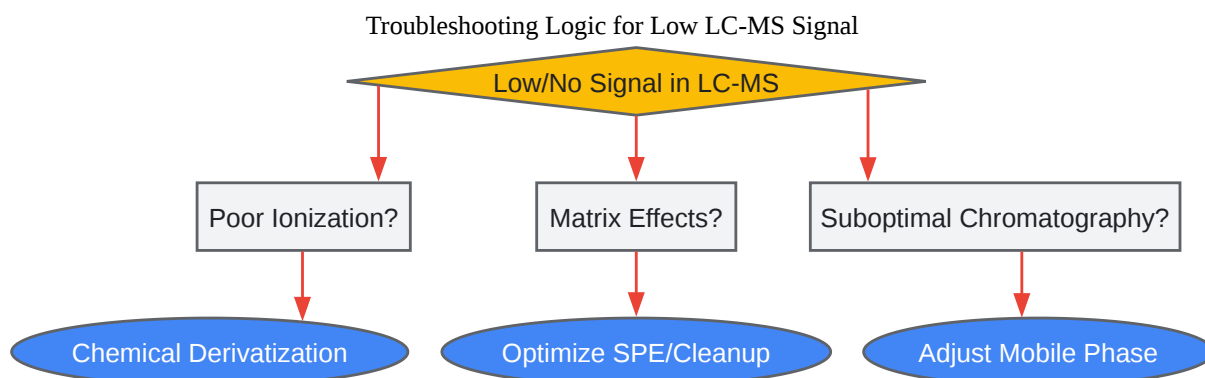 Troubleshooting Logic for Low LC-MS Signal
Low/No Signal in LC-MS
Poor Ionization?
Matrix Effects?
Suboptimal Chromatography?
Chemical Derivatization
Optimize SPE/Cleanup
Adjust Mobile Phase